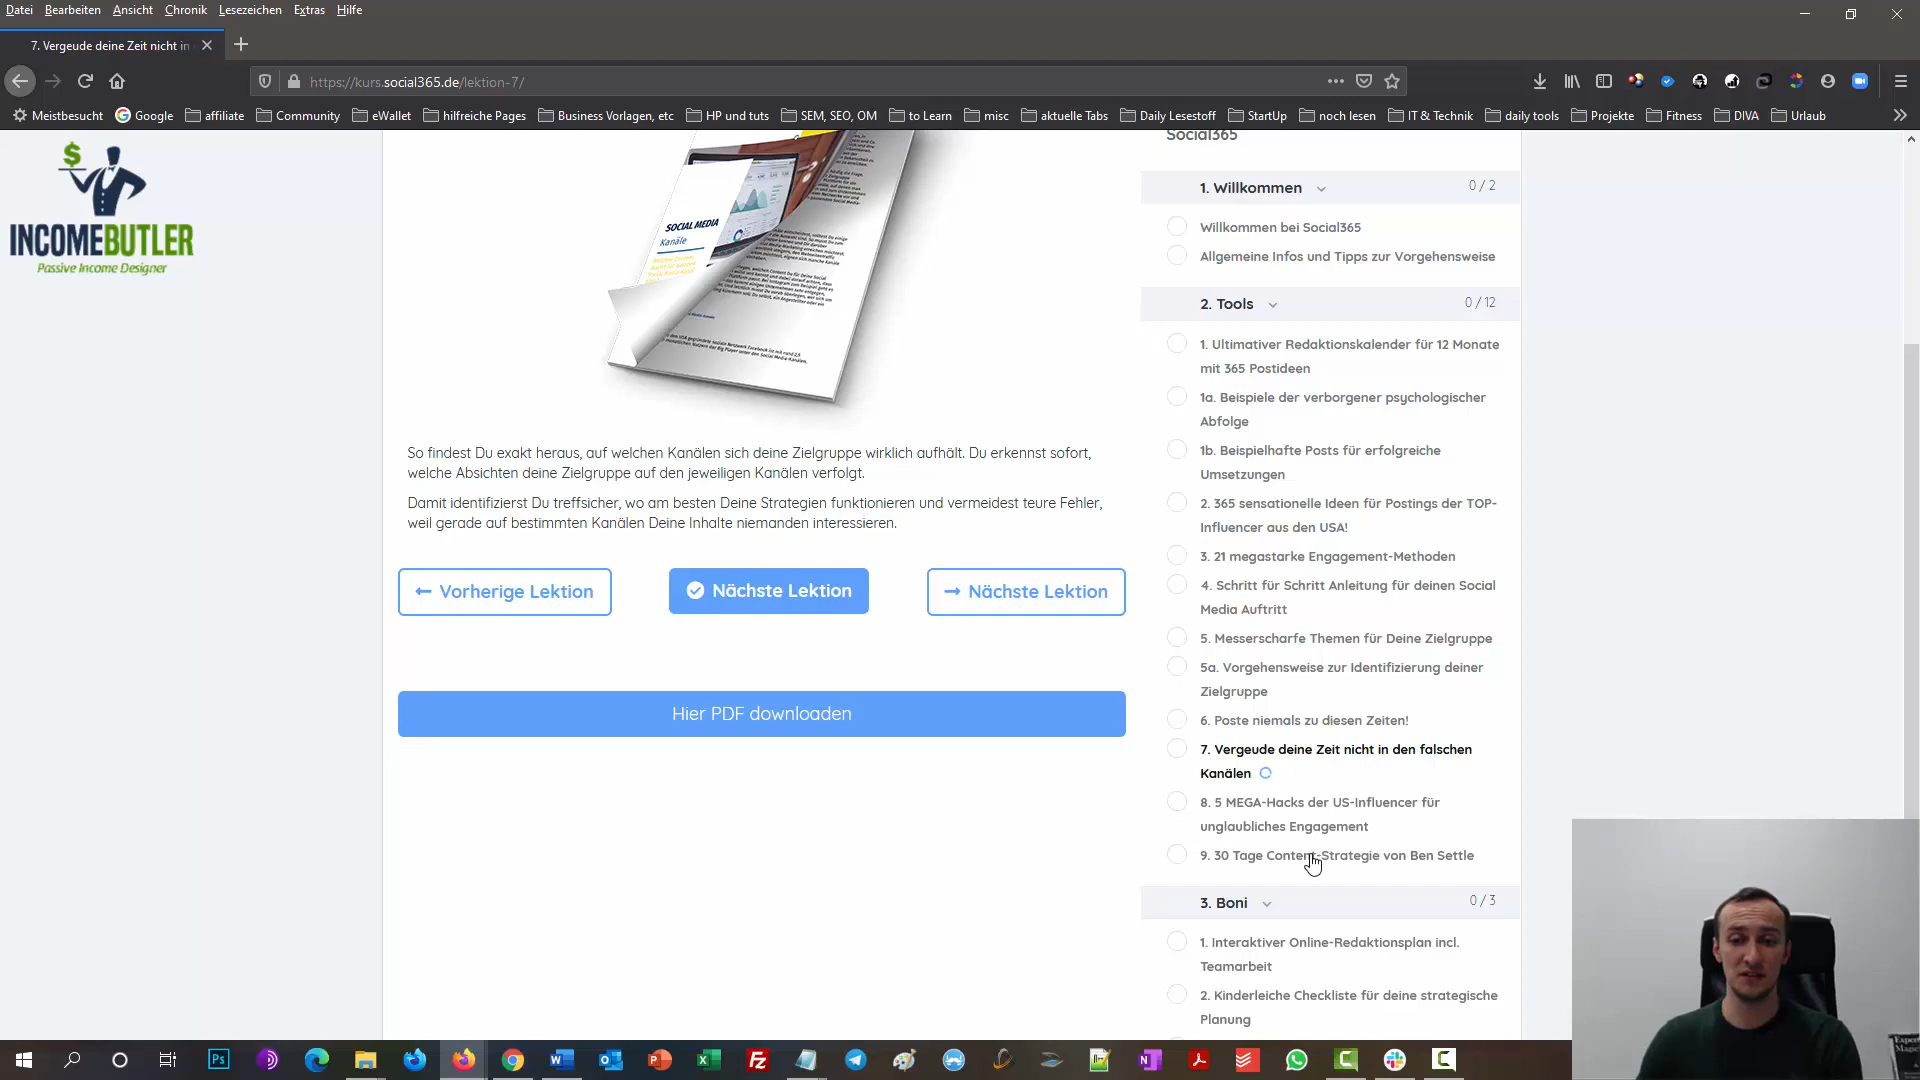 Datei Bearbeiten Ansicht Chronik Lesezeichen Extras Hilfe
7. Vergeude deine Zeit nicht in
https://kurs.social365.de/lektion-7/
Meistbesucht Google affiliate Community eWallet hilfreiche Pages Business Vorlagen, etc HP und tuts SEM, SEO, OM to Learn misc aktuelle Tabs Daily Lesestoff StartUp noch lesen IT & Technik daily tools Projekte Fitness DIVA Urlaub
INCOMEBUTLER
Passive Income Designer
SOCIAL MEDIA
Kanäle
So findest Du exakt heraus, auf welchen Kanälen sich deine Zielgruppe wirklich aufhält. Du erkennst sofort,
welche Absichten deine Zielgruppe auf den jeweiligen Kanälen verfolgt.
Damit identifizierst Du treffsicher, wo am besten Deine Strategien funktionieren und vermeidest teure Fehler,
weil gerade auf bestimmten Kanälen Deine Inhalte niemanden interessieren.
Vorherige Lektion
Nächste Lektion
Nächste Lektion
Hier PDF downloaden
Social365
1. Willkommen 0 / 2
Willkommen bei Social365
Allgemeine Infos und Tipps zur Vorgehensweise
2. Tools 0 / 12
1. Ultimativer Redaktionskalender für 12 Monate
mit 365 Postideen
1a. Beispiele der verborgener psychologischer
Abfolge
1b. Beispielhafte Posts für erfolgreiche
Umsetzungen
2. 365 sensationelle Ideen für Postings der TOP-
Influencer aus den USA!
3. 21 megastarke Engagement-Methoden
4. Schritt für Schritt Anleitung für deinen Social
Media Auftritt
5. Messerscharfe Themen für Deine Zielgruppe
5a. Vorgehensweise zur Identifizierung deiner
Zielgruppe
6. Poste niemals zu diesen Zeiten!
7. Vergeude deine Zeit nicht in den falschen
Kanälen
8. 5 MEGA-Hacks der US-Influencer für
unglaubliches Engagement
9. 30 Tage Content-Strategie von Ben Settle
3. Boni 0 / 3
1. Interaktiver Online-Redaktionsplan incl.
Teamarbeit
2. Kinderleiche Checkliste für deine strategische
Planung